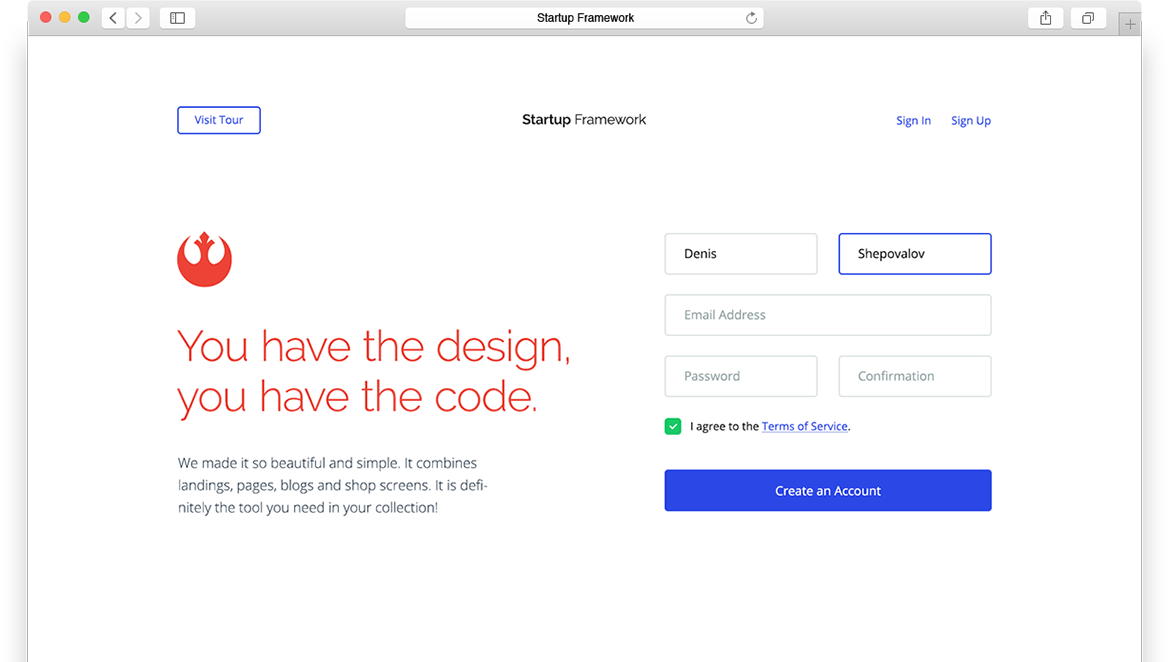 Startup Framework
Visit Tour
Startup Framework
Sign In
Sign Up
You have the design,
you have the code.
We made it so beautiful and simple. It combines
landings, pages, blogs and shop screens. It is defi-
nitely the tool you need in your collection!
Denis
Shepovalov
Email Address
Password
Confirmation
I agree to the Terms of Service.
Create an Account